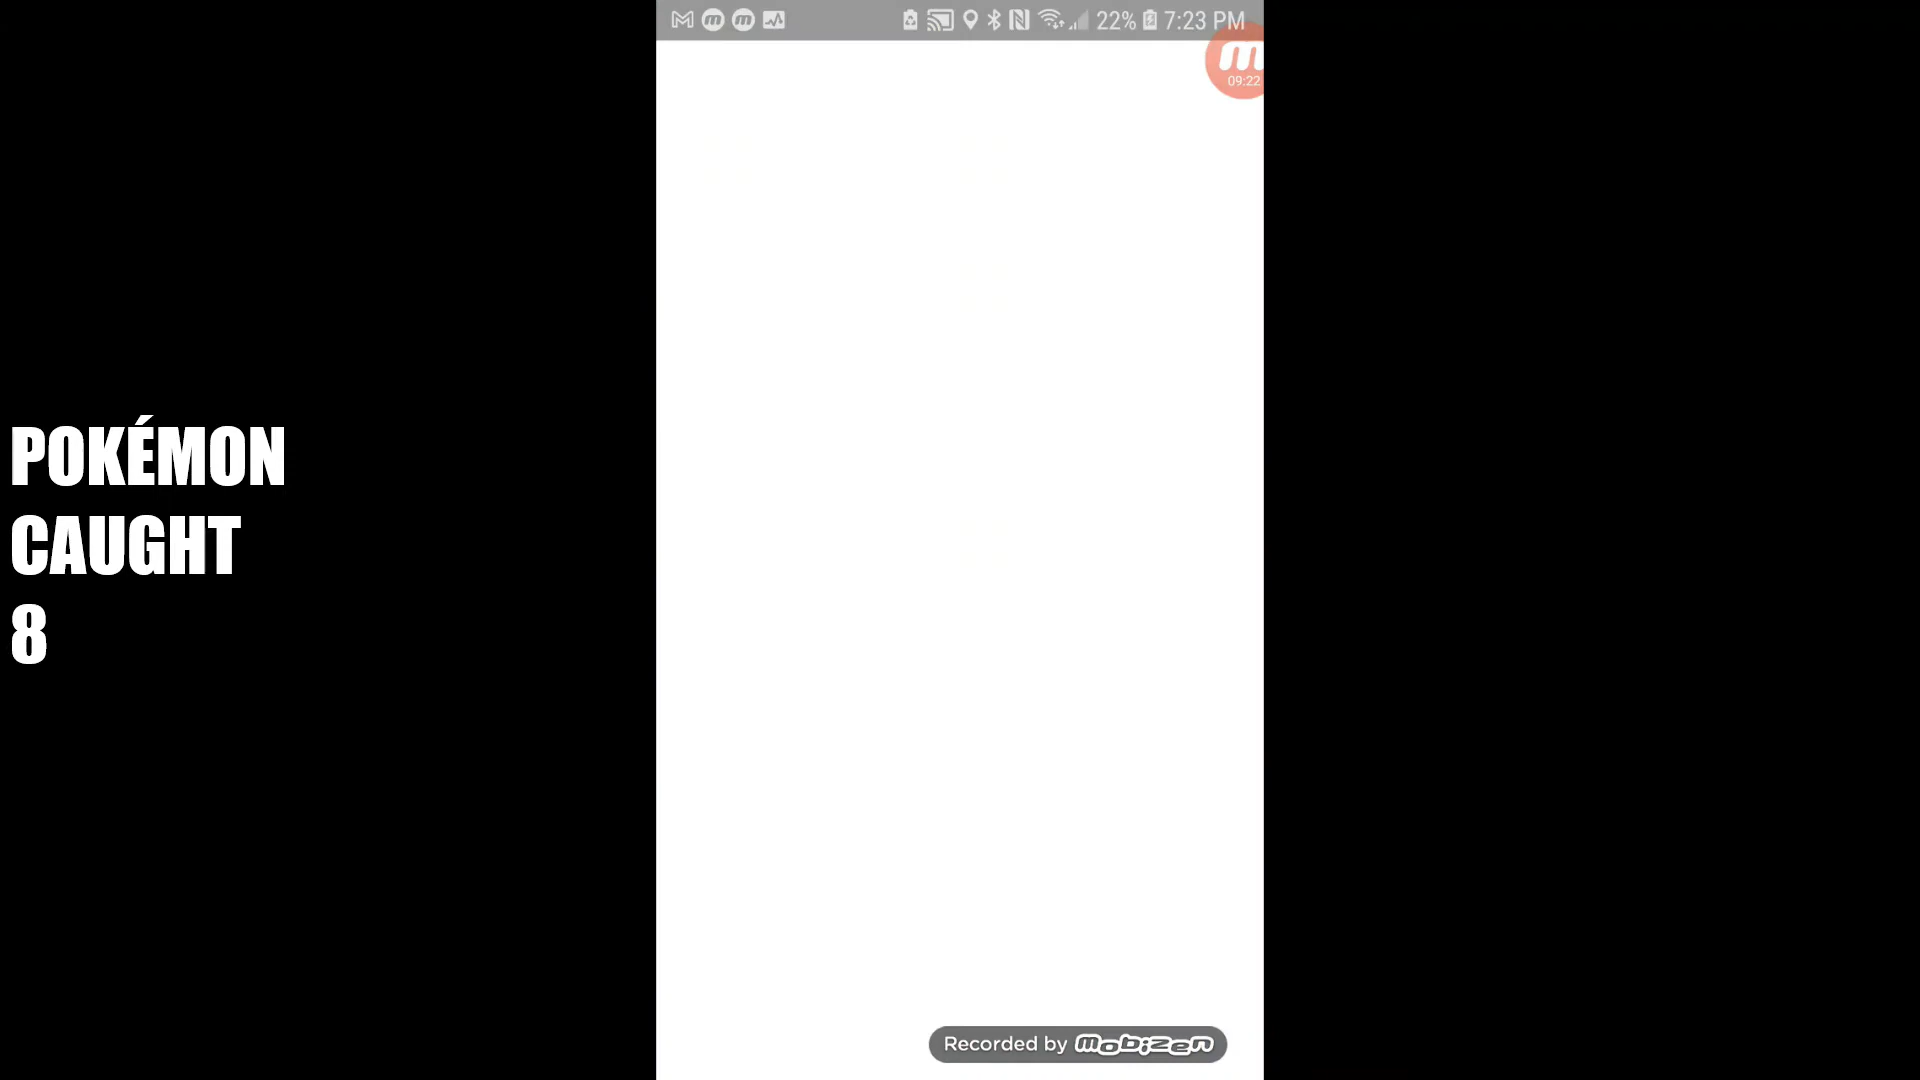 22% 7:23 PM
09:22
POKÉMON
CAUGHT
8
Recorded by mobizen